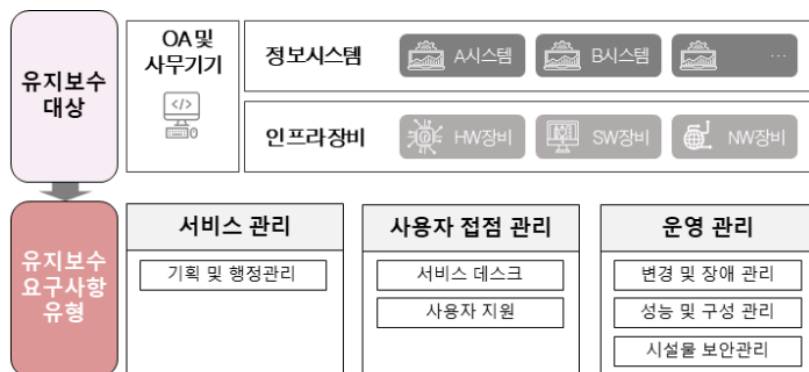 유지보수
대상
OA 및
사무기기
</>
정보시스템
A시스템
B시스템
...
인프라장비
HW장비
SW장비
NW장비
유지보수
요구사항
유형
서비스 관리
기획 및 행정관리
사용자 접점 관리
서비스 데스크
사용자 지원
운영 관리
변경 및 장애 관리
성능 및 구성 관리
시설물 보안관리